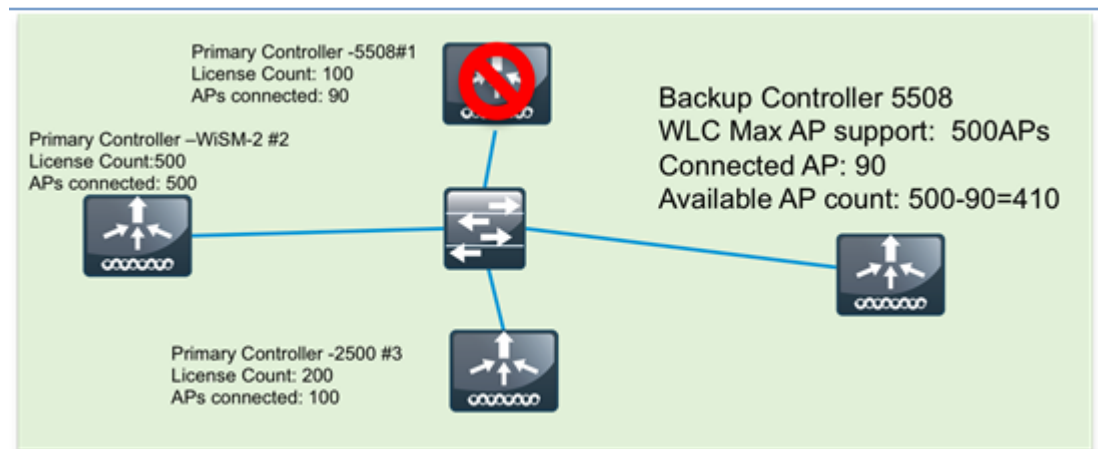 Primary Controller -5508#1
License Count: 100
APs connected: 90
Primary Controller –WiSM-2 #2
License Count:500
APs connected: 500
Backup Controller 5508
WLC Max AP support:  500APs
Connected AP: 90
Available AP count: 500-90=410
Primary Controller -2500 #3
License Count: 200
APs connected: 100